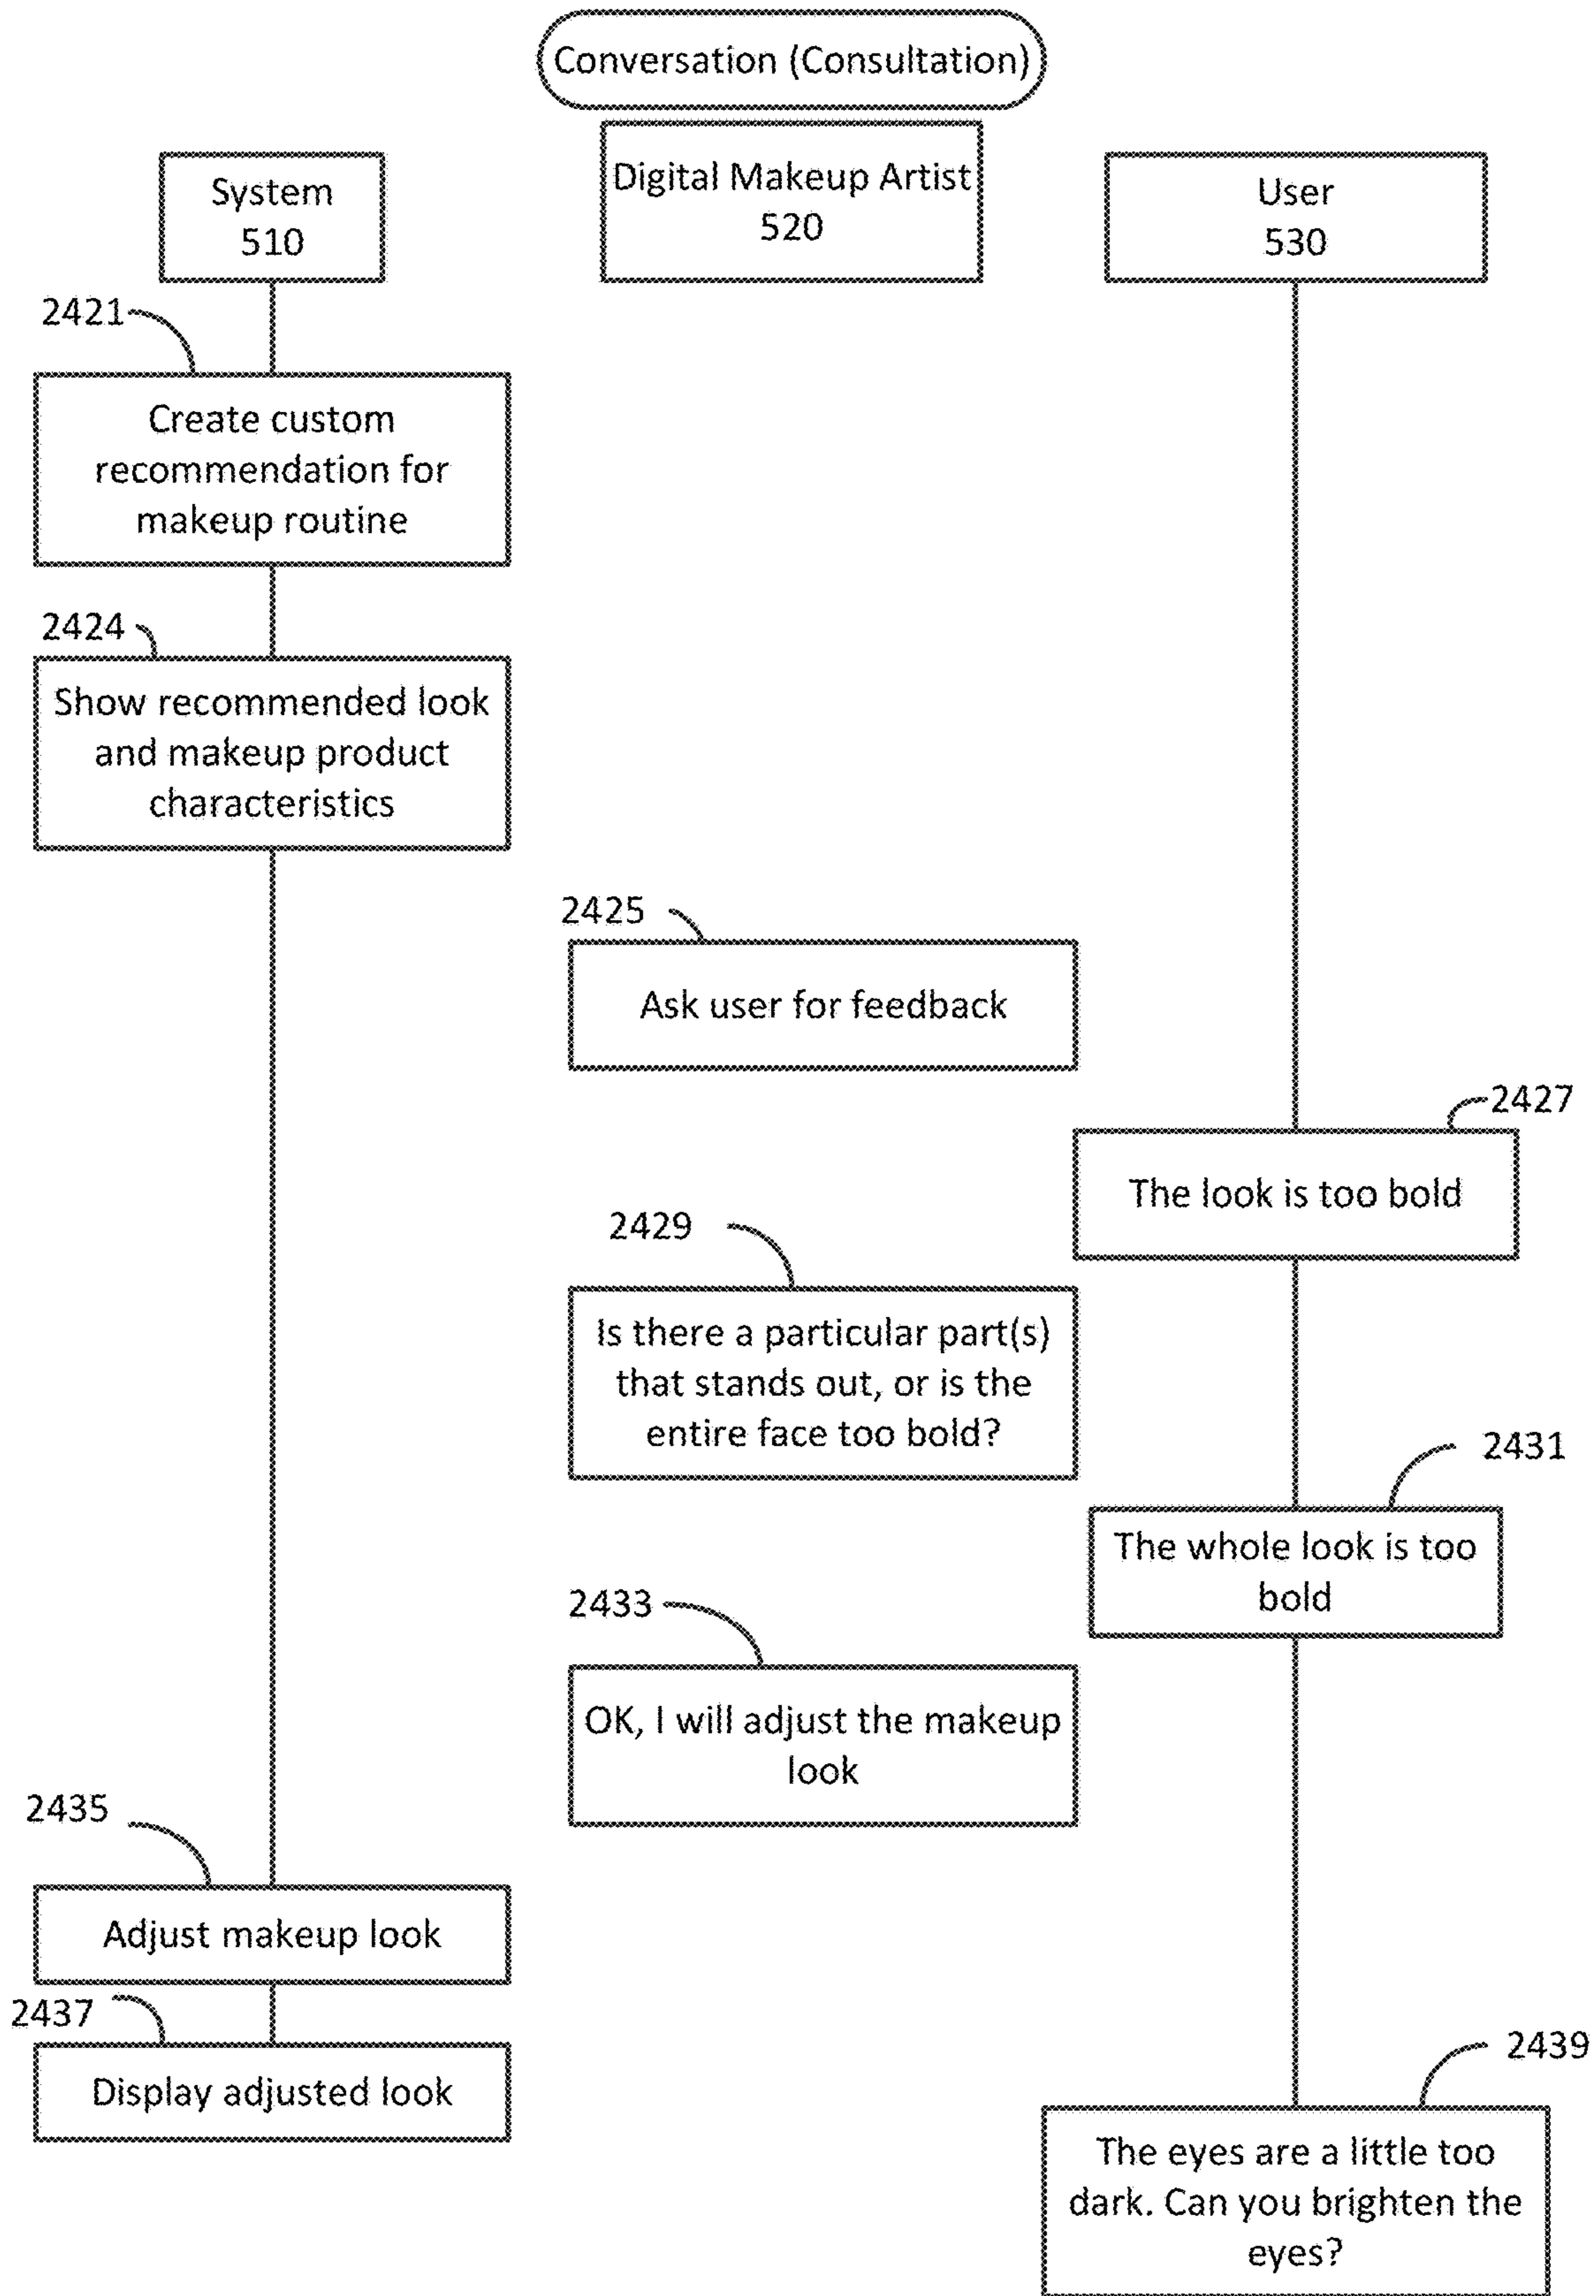 Conversation (Consultation)
Digital Makeup Artist
520
System
510
User
530
2421
Create custom
recommendation for
makeup routine
2424
Show recommended look
and makeup product
characteristics
2425
Ask user for feedback
2427
The look is too bold
2429
Is there a particular part(s)
that stands out, or is the
entire face too bold?
2431
The whole look is too
bold
2433
OK, I will adjust the makeup
look
2435
Adjust makeup look
2437
Display adjusted look
2439
The eyes are a little too
dark. Can you brighten the
eyes?